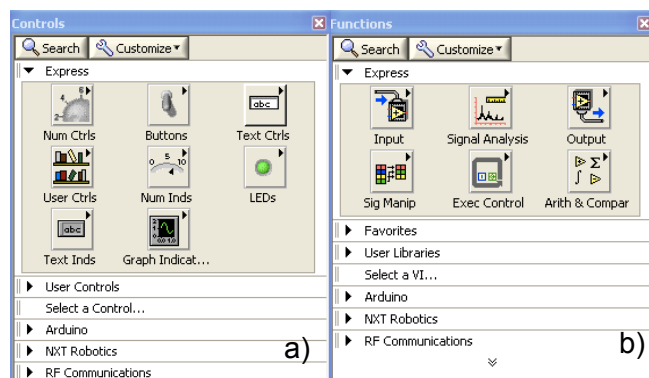 Controls
Search Customize
Express
Num Ctrls Buttons Text Ctrls
User Ctrls Num Inds LEDs
Text Inds Graph Indicat...
User Controls
Select a Control...
Arduino
NXT Robotics
RF Communications
a)
Functions
Search Customize
Express
Input Signal Analysis Output
Sig Manip Exec Control Arith & Compar
Favorites
User Libraries
Select a VI...
Arduino
NXT Robotics
RF Communications
b)